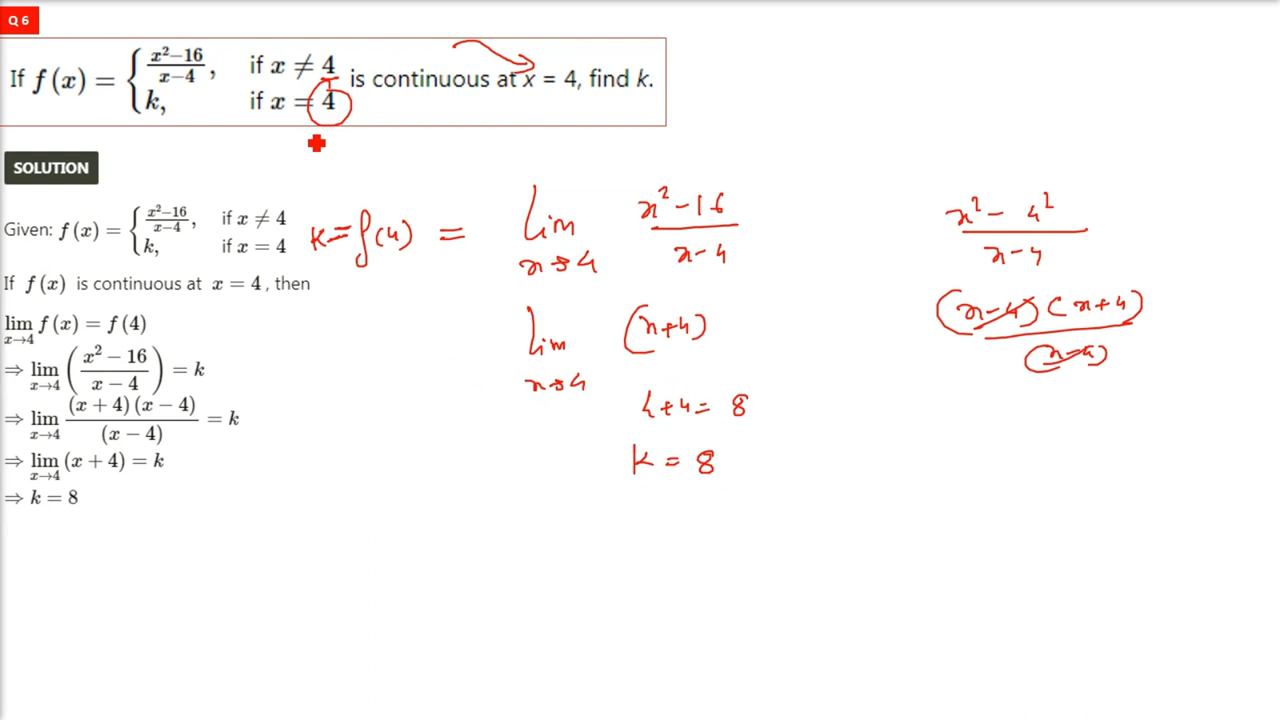 Q 6
If f(x) = { x²−16 / x−4, if x ≠ 4
k, if x = 4 is continuous at x = 4, find k.
SOLUTION
Given: f(x) = { x²−16 / x−4, if x ≠ 4
k, if x = 4
If f(x) is continuous at x = 4, then
lim x→4 f(x) = f(4)
⇒ lim x→4 (x² − 16 / x − 4) = k
⇒ lim x→4 (x + 4)(x − 4) / (x − 4) = k
⇒ lim x→4 (x + 4) = k
⇒ k = 8
K = f(4) = lim x→4 x²−16 / x−4
lim x→4 (x+4)
4+4 = 8
K = 8
x² − 4² / x−4
(x−4)(x+4) / (x−4)